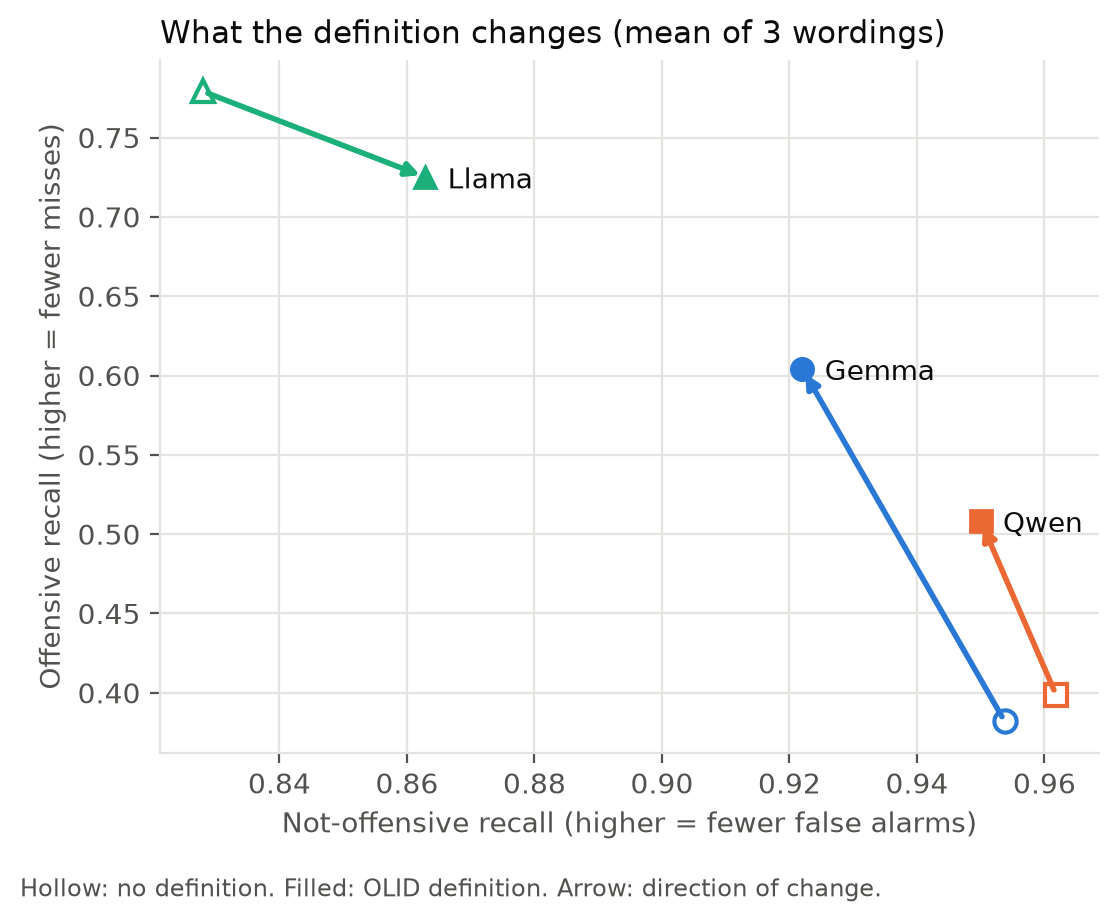 What the definition changes (mean of 3 wordings)
Offensive recall (higher = fewer misses)
0.75
0.70
0.65
0.60
0.55
0.50
0.45
0.40
Llama
Gemma
Qwen
0.84 0.86 0.88 0.90 0.92 0.94 0.96
Not-offensive recall (higher = fewer false alarms)
Hollow: no definition. Filled: OLID definition. Arrow: direction of change.